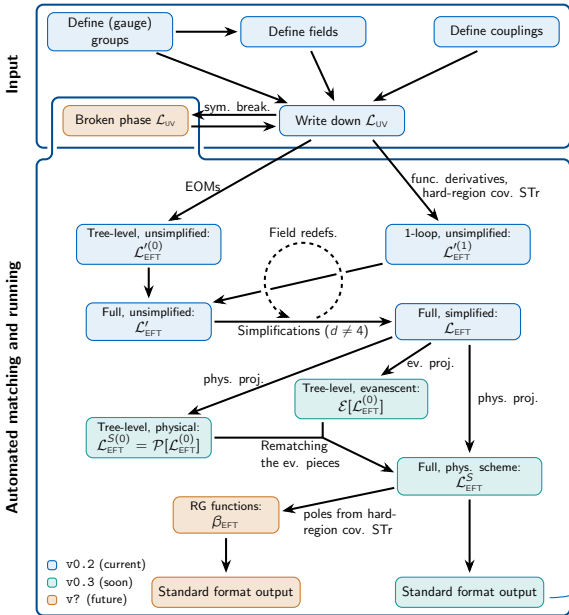 Input
Define (gauge)
groups
Define fields
Define couplings
sym. break.
Broken phase ℒ_UV
Write down ℒ_UV
Automated matching and running
EOMs
func. derivatives,
hard-region cov. STr
Tree-level, unsimplified:
ℒ′_EFT^(0)
Field redefs.
1-loop, unsimplified:
ℒ′_EFT^(1)
Full, unsimplified:
ℒ′_EFT
Simplifications (d ≠ 4)
Full, simplified:
ℒ_EFT
phys. proj.
ev. proj.
phys. proj.
Tree-level, evanescent:
ℰ[ℒ_EFT^(0)]
Tree-level, physical:
ℒ_EFT^S(0) = 𝒫[ℒ_EFT^(0)]
Rematching
the ev. pieces
Full, phys. scheme:
ℒ_EFT^S
RG functions:
β_EFT
poles from hard-
region cov. STr
v0.2 (current)
v0.3 (soon)
v? (future)
Standard format output
Standard format output